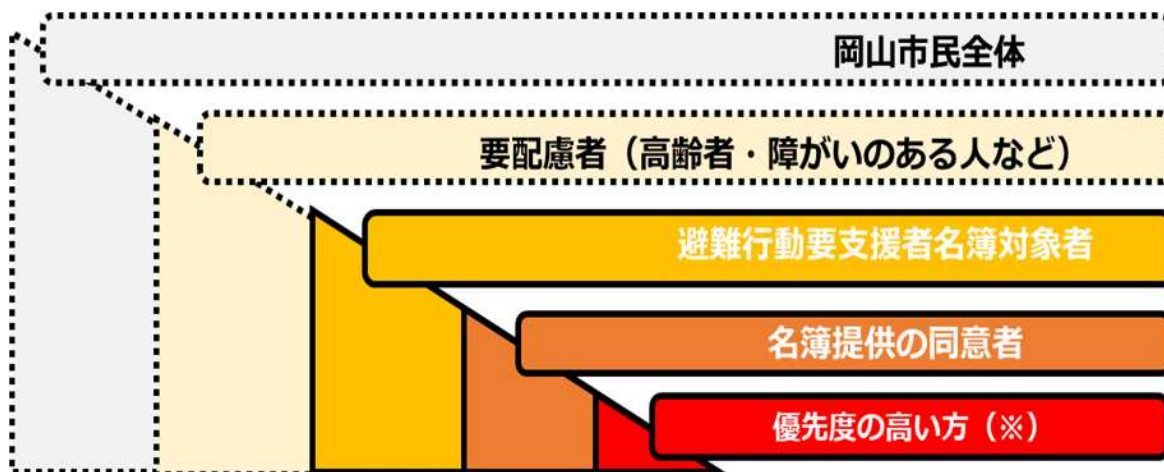 岡山市民全体
要配慮者（高齢者・障がいのある人など）
避難行動要支援者名簿対象者
名簿提供の同意者
優先度の高い方（※）